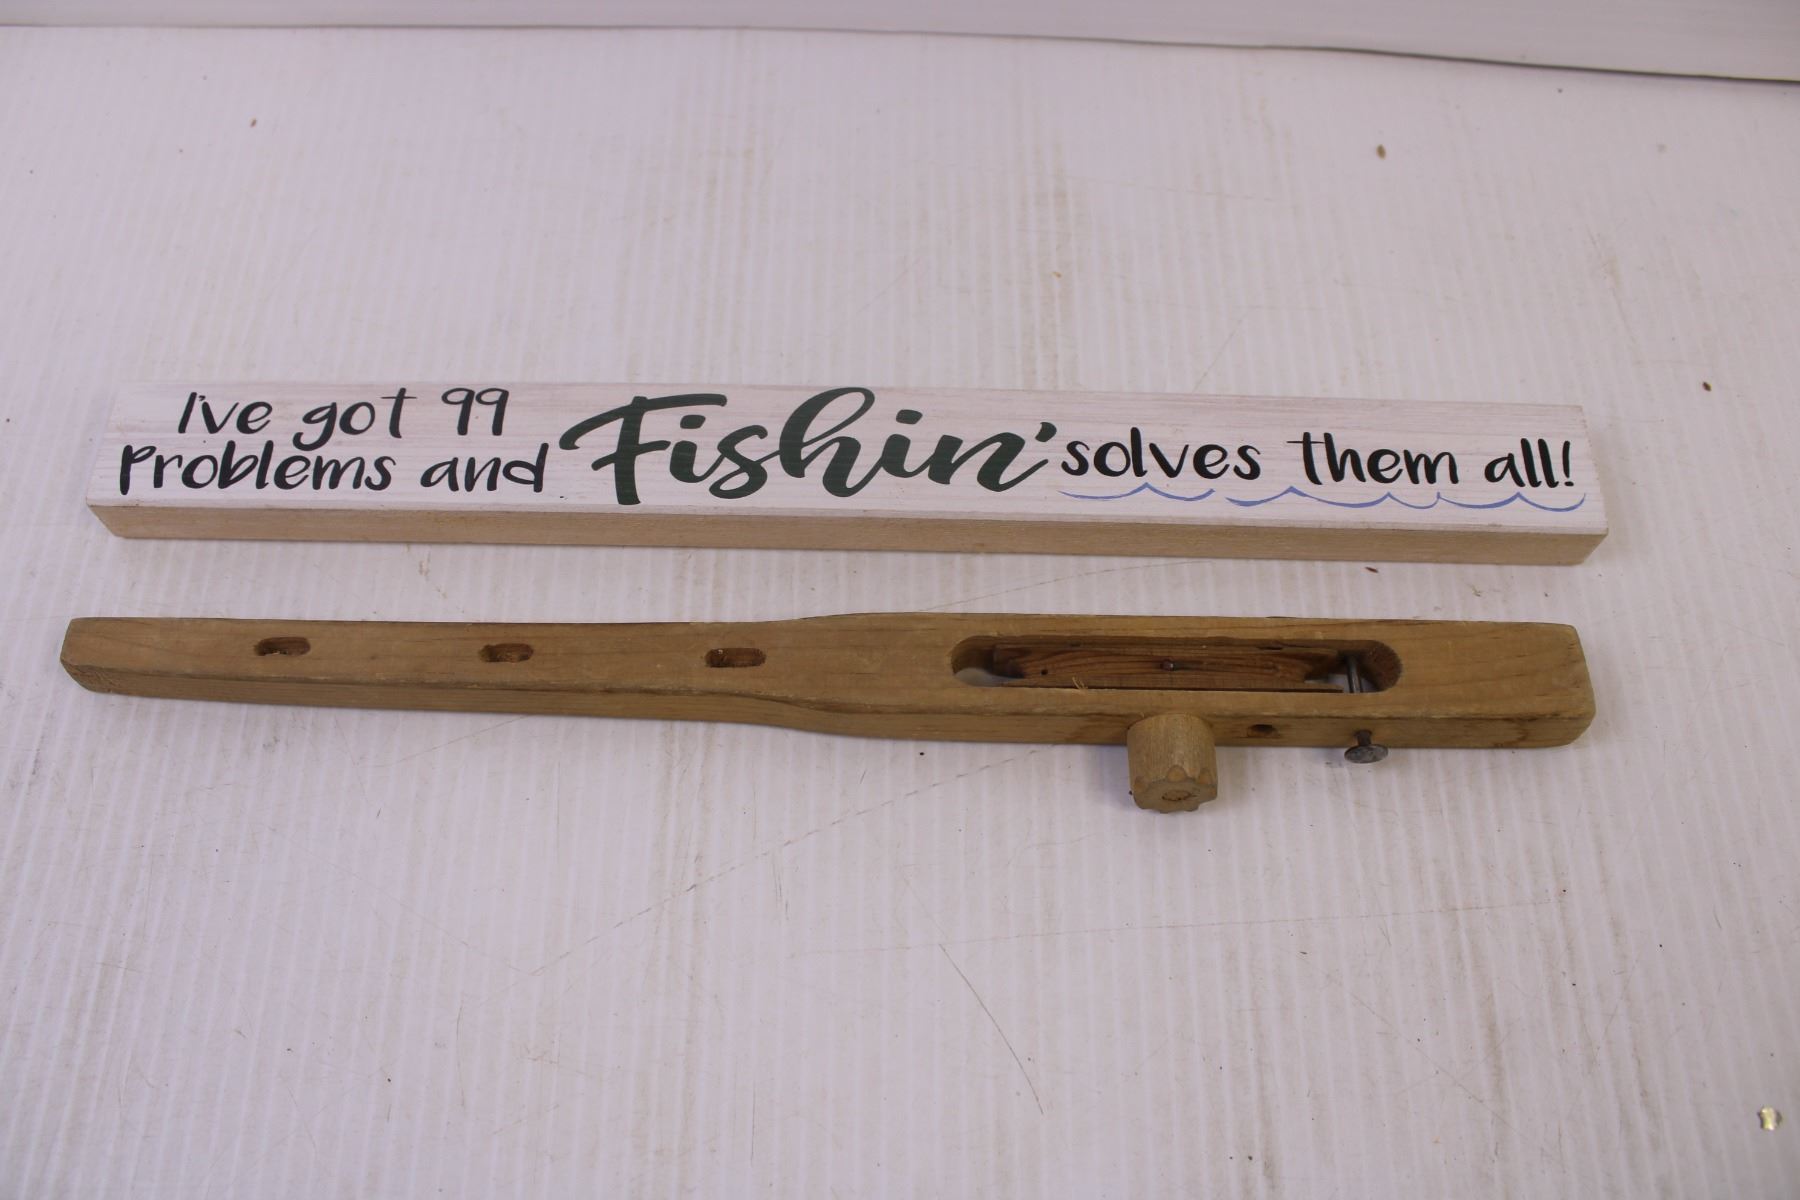 I've got 99
Problems and Fishin' solves them all!